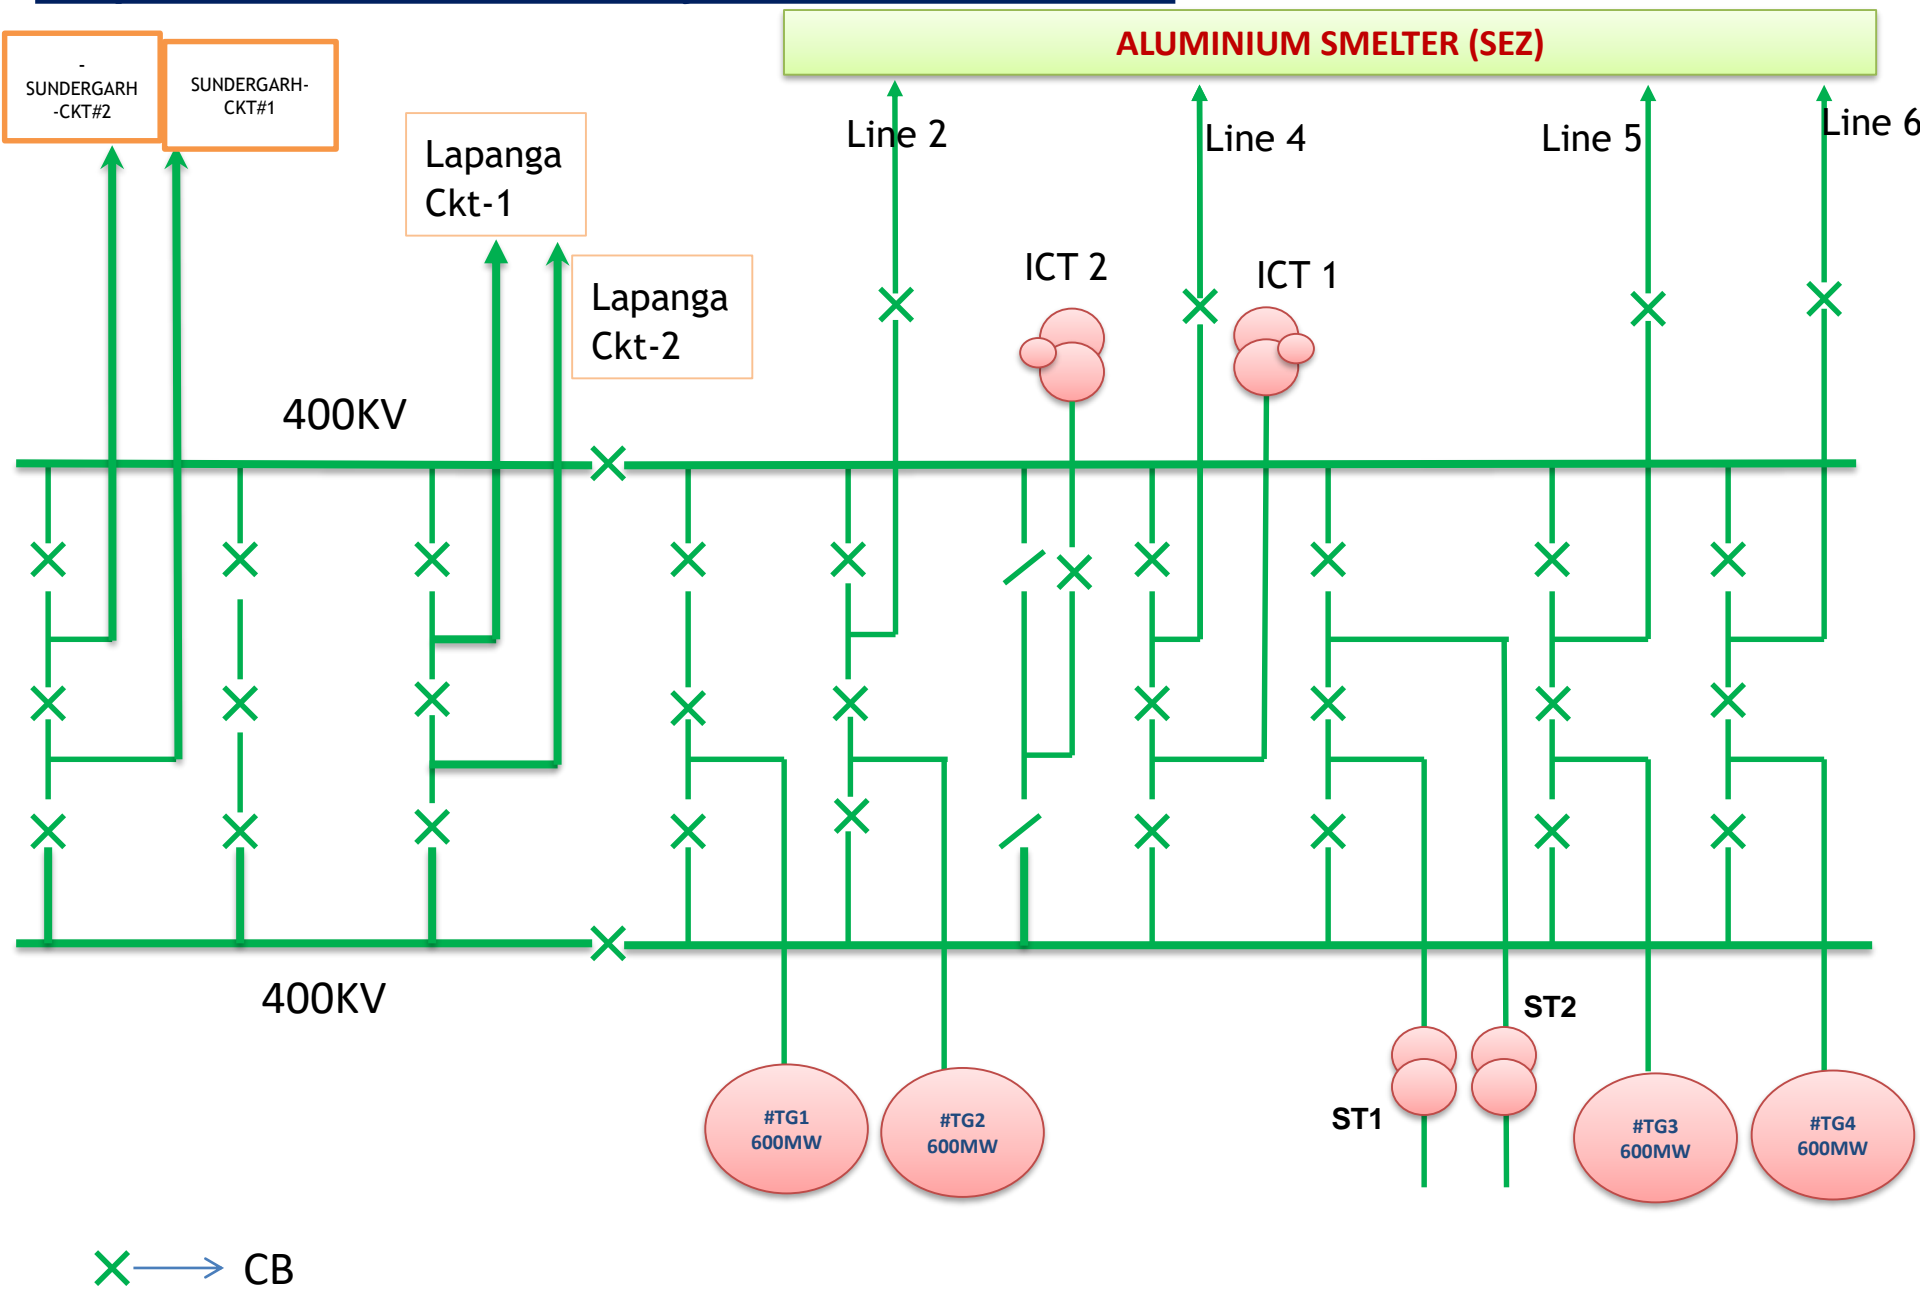 ALUMINIUM SMELTER (SEZ)
-
SUNDERGARH
-CKT#2
SUNDERGARH-
CKT#1
Lapanga
Ckt-1
Lapanga
Ckt-2
Line 2
Line 4
Line 5
Line 6
ICT 2
ICT 1
400KV
400KV
ST2
ST1
#TG1
600MW
#TG2
600MW
#TG3
600MW
#TG4
600MW
CB